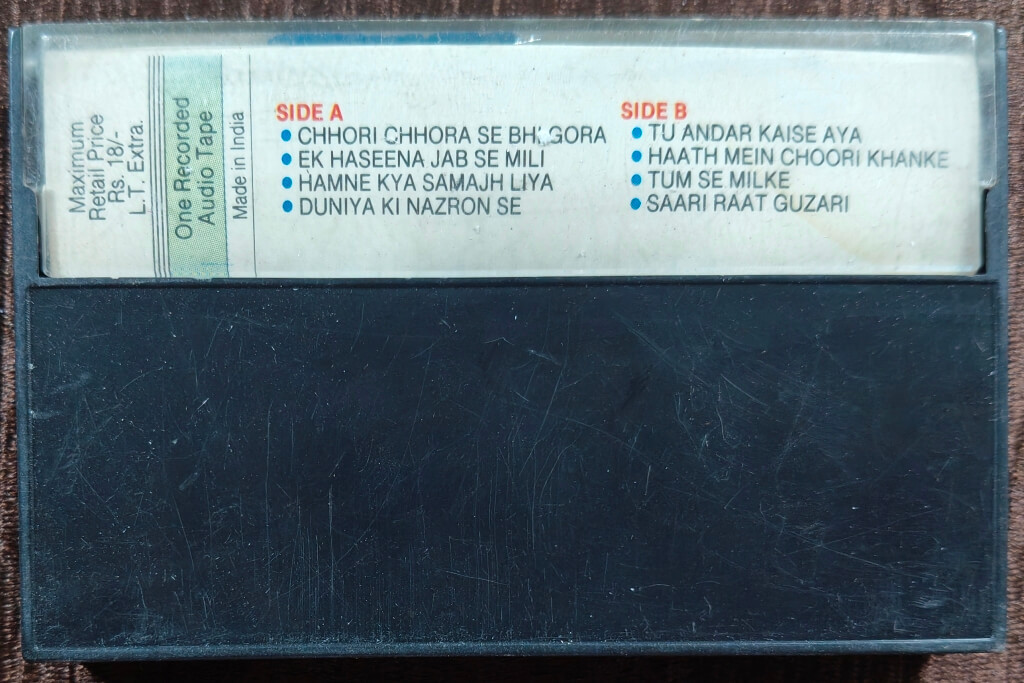 Maximum
Retail Price
Rs. 18/-
L.T. Extra.
One Recorded
Audio Tape
Made in India
SIDE A
• CHHORI CHHORA SE BHI GORA
• EK HASEENA JAB SE MILI
• HAMNE KYA SAMAJH LIYA
• DUNIYA KI NAZRON SE
SIDE B
• TU ANDAR KAISE AYA
• HAATH MEIN CHOORI KHANKE
• TUM SE MILKE
• SAARI RAAT GUZARI